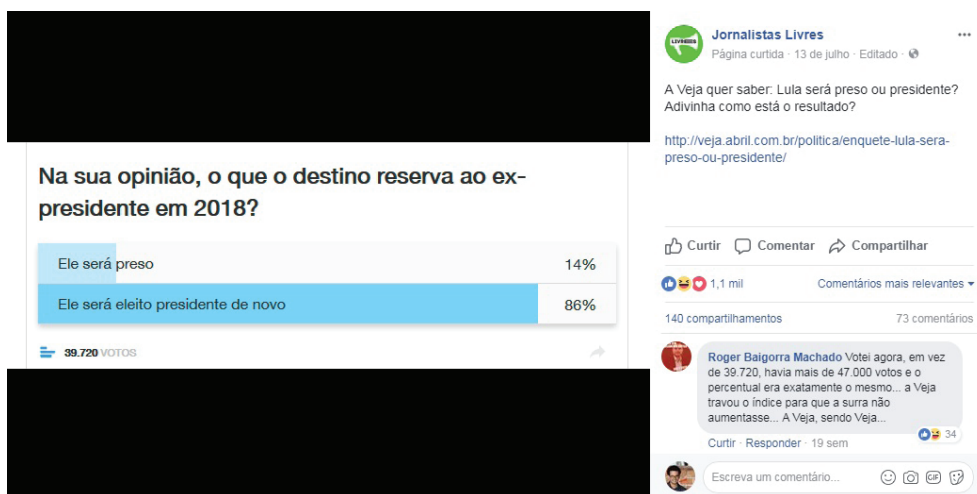 Na sua opinião, o que o destino reserva ao ex-
presidente em 2018?
Ele será preso 14%
Ele será eleito presidente de novo 86%
39.720 VOTOS
LIVRES
Jornalistas Livres
Página curtida · 13 de julho · Editado ·
A Veja quer saber: Lula será preso ou presidente?
Adivinha como está o resultado?
http://veja.abril.com.br/politica/enquete-lula-sera-
preso-ou-presidente/
Curtir Comentar Compartilhar
1,1 mil Comentários mais relevantes
140 compartilhamentos 73 comentários
Roger Baigorra Machado Votei agora, em vez
de 39.720, havia mais de 47.000 votos e o
percentual era exatamente o mesmo... a Veja
travou o índice para que a surra não
aumentasse... A Veja, sendo Veja...
34
Curtir · Responder · 19 sem
Escreva um comentário...
GIF